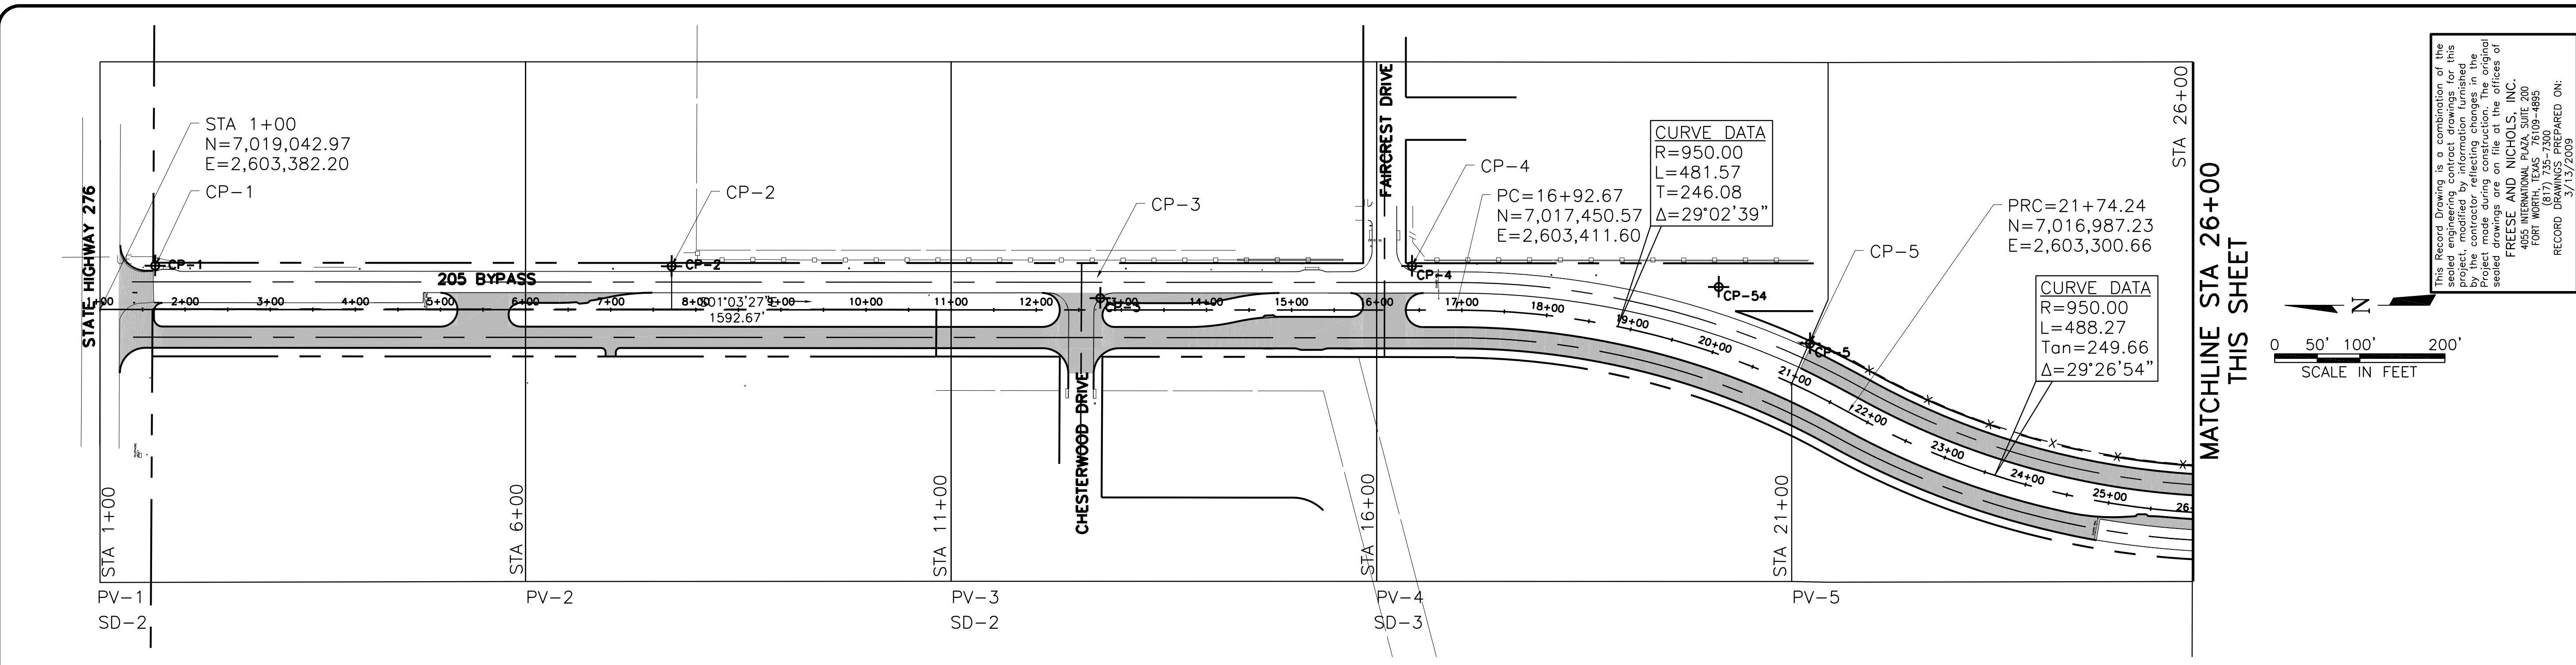 STA 1+00
N=7,019,042.97
E=2,603,382.20
CP-1
STATE HIGHWAY 276
CP-1
CP-2
CP-2
205 BYPASS
CP-3
CP-3
1+00
2+00
3+00
4+00
5+00
6+00
7+00
8+00
S01°03'27"E
9+00
1592.67'
10+00
11+00
12+00
13+00
14+00
15+00
16+00
17+00
18+00
19+00
20+00
21+00
22+00
23+00
24+00
25+00
26+
FAIRCREST DRIVE
CHESTERWOOD DRIVE
CP-4
CP-4
PC=16+92.67
N=7,017,450.57
E=2,603,411.60
CURVE DATA
R=950.00
L=481.57
T=246.08
Δ=29°02'39"
CP-54
CP-5
CP-5
PRC=21+74.24
N=7,016,987.23
E=2,603,300.66
CURVE DATA
R=950.00
L=488.27
Tan=249.66
Δ=29°26'54"
STA 26+00
MATCHLINE STA 26+00
THIS SHEET
N
0 50' 100' 200'
SCALE IN FEET
STA 1+00
STA 6+00
STA 11+00
STA 16+00
STA 21+00
PV-1
SD-2
PV-2
PV-3
SD-2
PV-4
SD-3
PV-5
This Record Drawing is a combination of the
sealed engineering contract drawings for this
project, modified by information furnished
by the contractor reflecting changes in the
Project made during construction. The original
sealed drawings are on file at the offices of
FREESE AND NICHOLS, INC.
4055 INTERNATIONAL PLAZA, SUITE 200
FORT WORTH, TEXAS 76109-4895
(817) 735-7300
RECORD DRAWINGS PREPARED ON:
3/13/2009